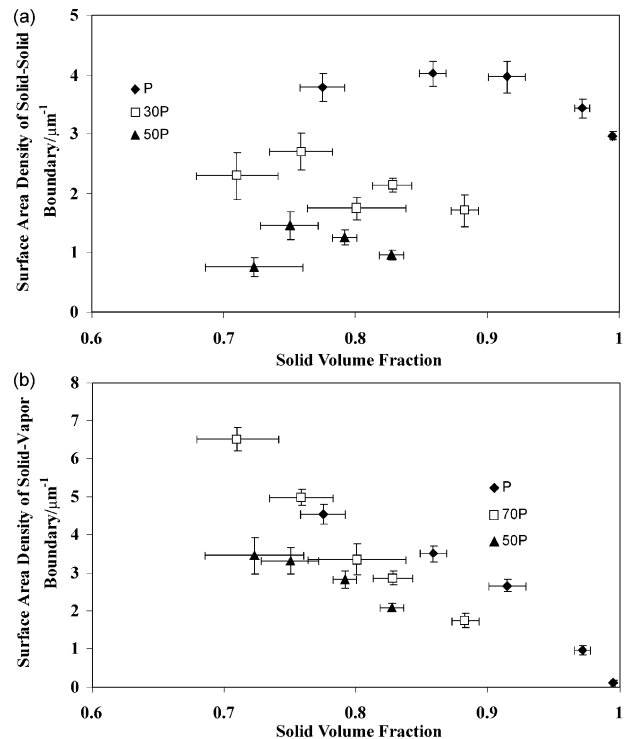 (a)
5
4
3
2
1
0
Surface Area Density of Solid-Solid
Boundary/μm⁻¹
P
30P
50P
0.6 0.7 0.8 0.9 1
Solid Volume Fraction
(b)
8
7
6
5
4
3
2
1
0
Surface Area Density of Solid-Vapor
Boundary/μm⁻¹
P
70P
50P
0.6 0.7 0.8 0.9 1
Solid Volume Fraction